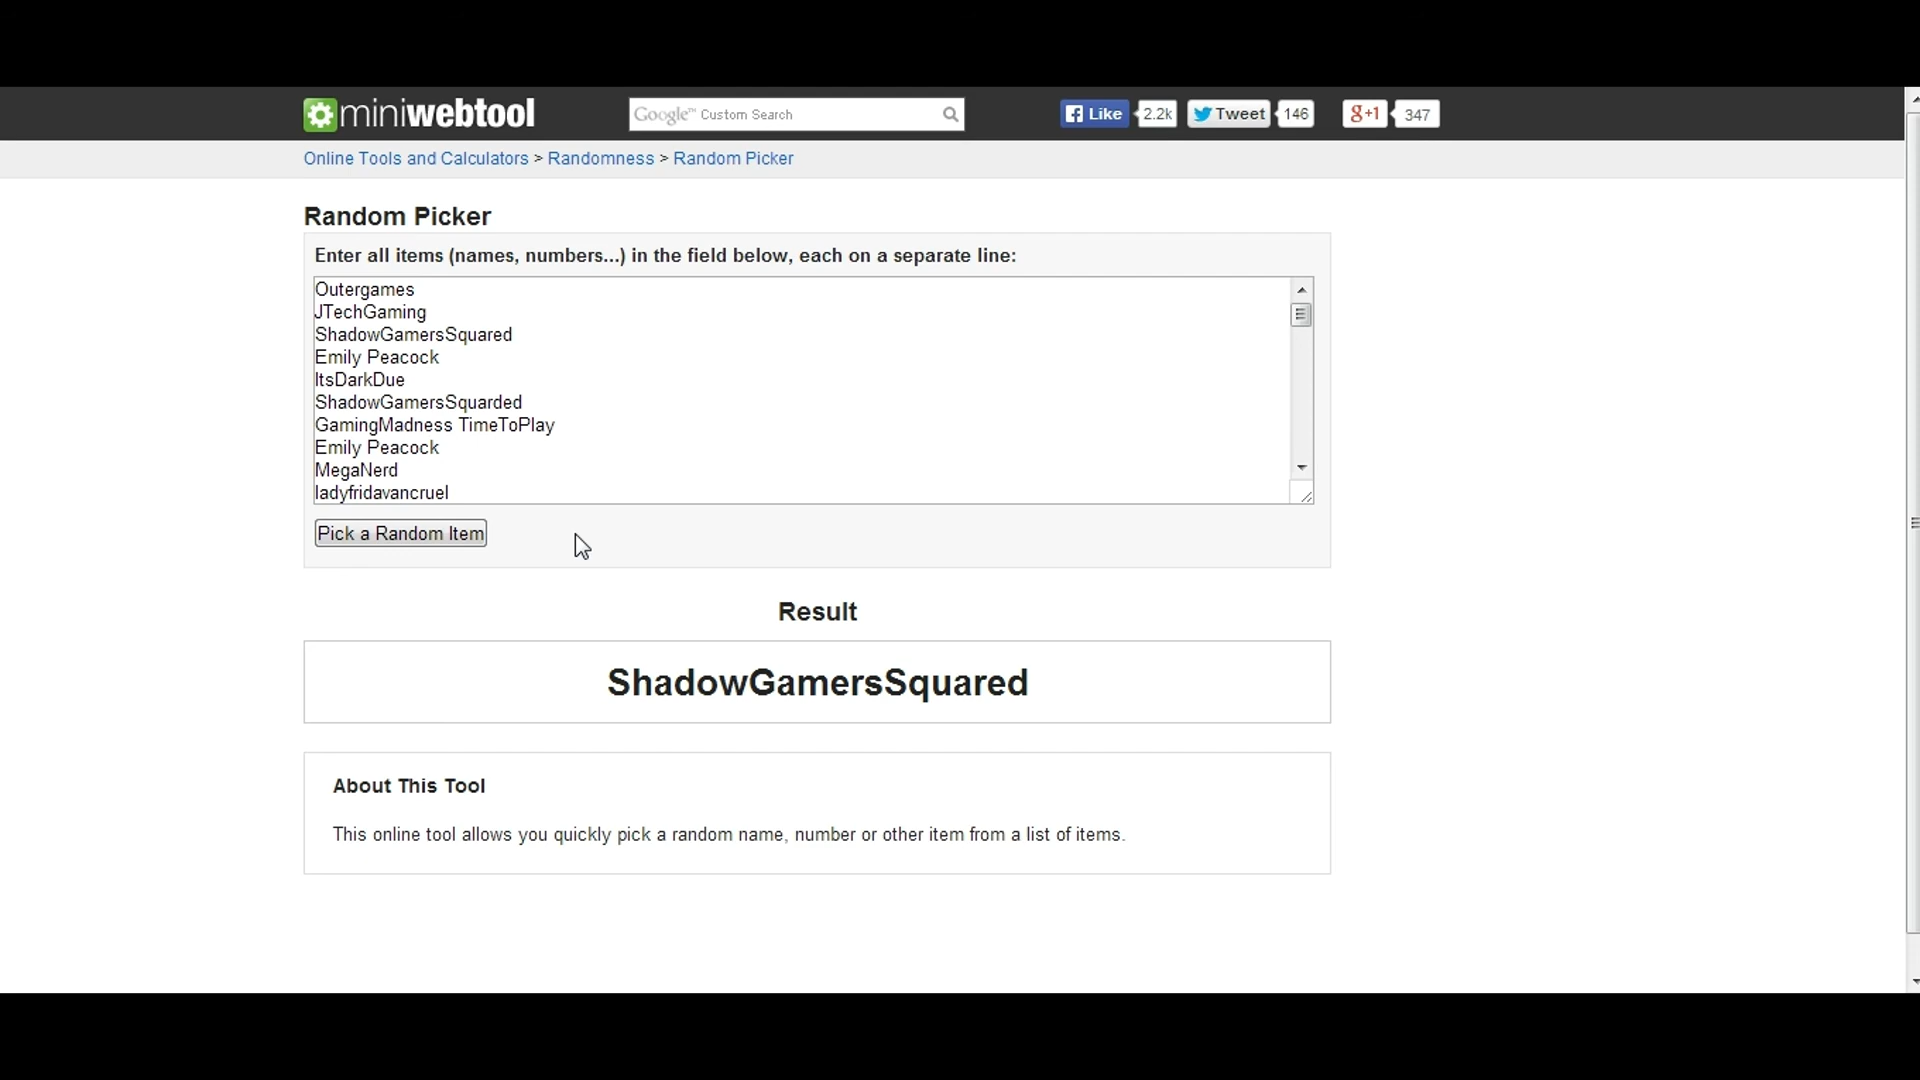 miniwebtool
Google™ Custom Search
Like 2.2k Tweet 146 g+1 347
Online Tools and Calculators > Randomness > Random Picker
Random Picker
Enter all items (names, numbers...) in the field below, each on a separate line:
Outergames
JTechGaming
ShadowGamersSquared
Emily Peacock
ItsDarkDue
ShadowGamersSquarded
GamingMadness TimeToPlay
Emily Peacock
MegaNerd
ladyfridavancruel
Pick a Random Item
Result
ShadowGamersSquared
About This Tool
This online tool allows you quickly pick a random name, number or other item from a list of items.